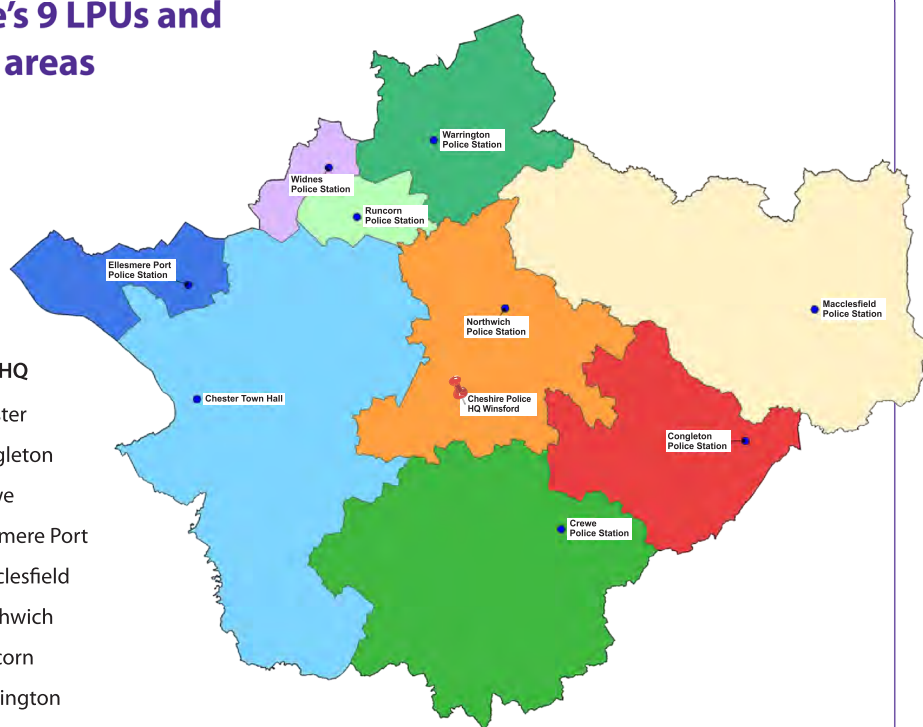 e's 9 LPUs and
areas
Warrington
Police Station
Widnes
Police Station
Runcorn
Police Station
Ellesmere Port
Police Station
Macclesfield
Police Station
Northwich
Police Station
HQ
Chester Town Hall
Cheshire Police
HQ Winsford
ster
Congleton
Police Station
gleton
ve
Crewe
Police Station
mere Port
clesfield
hwich
corn
ington